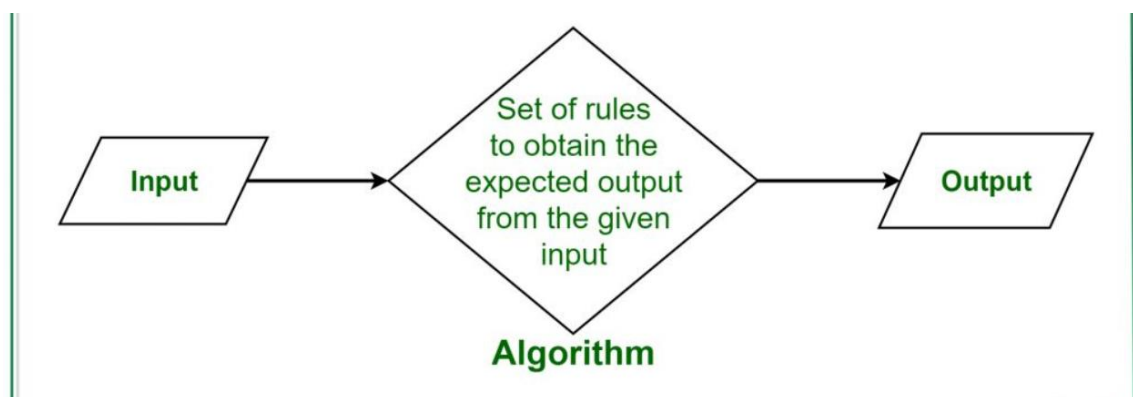 Input
Set of rules
to obtain the
expected output
from the given
input
Output
Algorithm